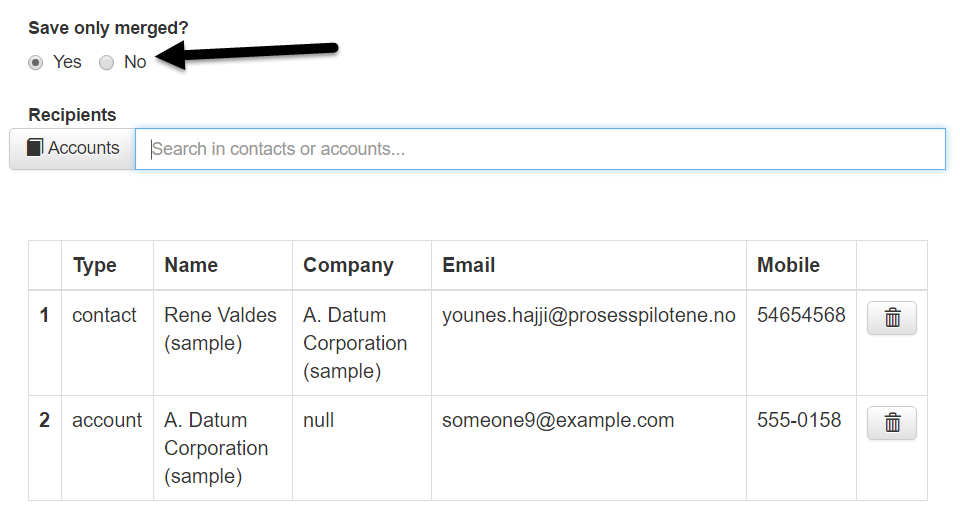 Save only merged?
Yes No
Recipients
Accounts Search in contacts or accounts...
Type Name Company Email Mobile
1 contact Rene Valdes A. Datum younes.hajji@prosesspilotene.no 54654568
(sample) Corporation
(sample)
2 account A. Datum null someone9@example.com 555-0158
Corporation
(sample)